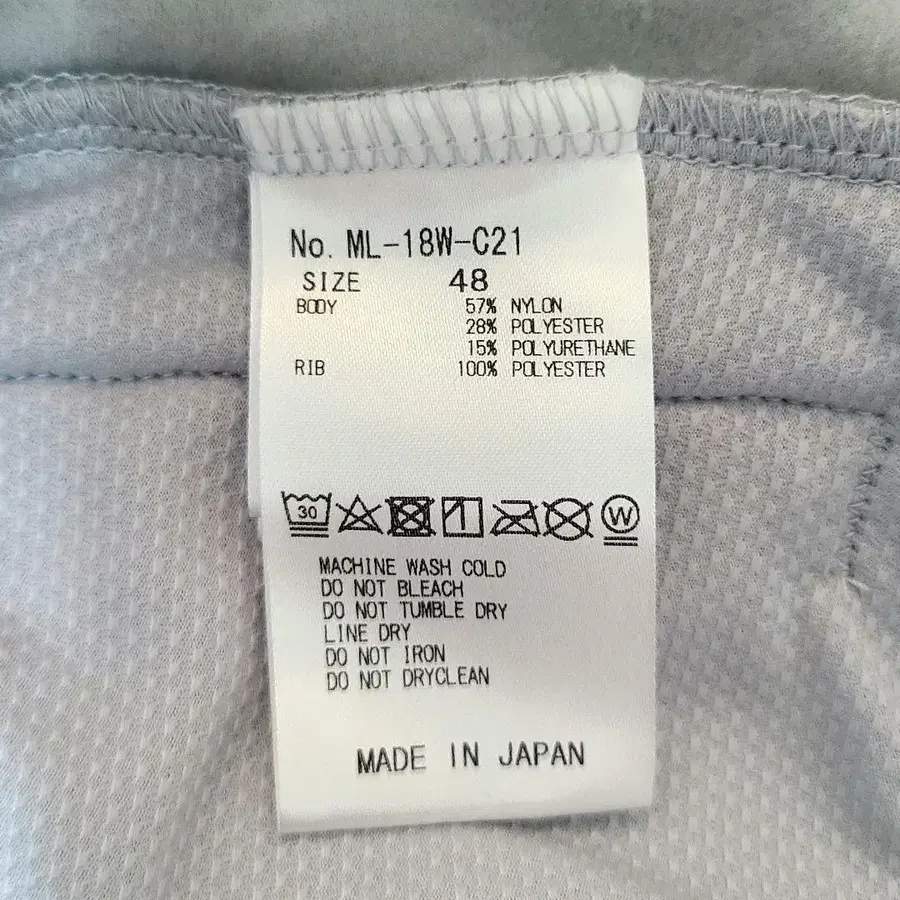 No. ML-18W-C21
SIZE 48
BODY 57% NYLON
28% POLYESTER
15% POLYURETHANE
RIB 100% POLYESTER
30 W
MACHINE WASH COLD
DO NOT BLEACH
DO NOT TUMBLE DRY
LINE DRY
DO NOT IRON
DO NOT DRYCLEAN
MADE IN JAPAN